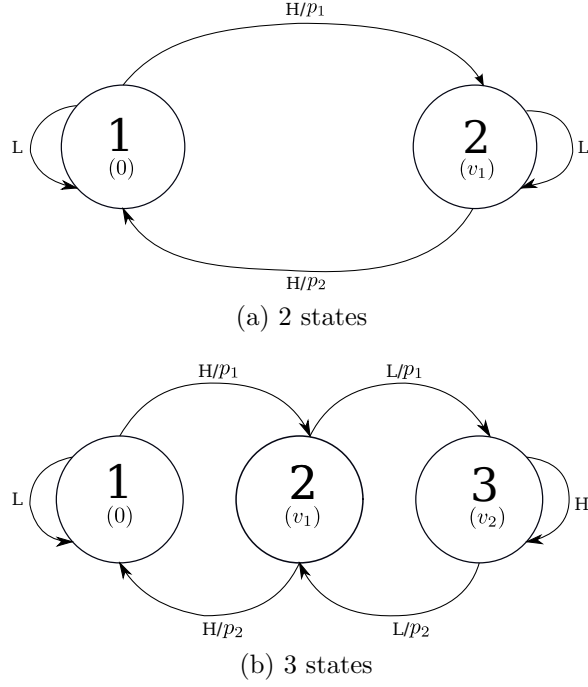 H/p₁
1 2
L (0) (v₁) L
H/p₂
(a) 2 states
H/p₁ L/p₁
1 2 3
L (0) (v₁) (v₂) H
H/p₂ L/p₂
(b) 3 states